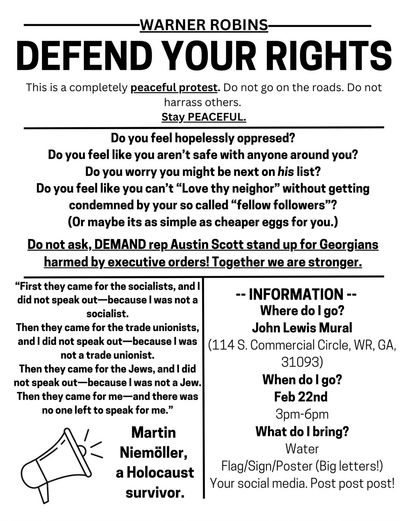 WARNER ROBINS
DEFEND YOUR RIGHTS
This is a completely peaceful protest. Do not go on the roads. Do not
harrass others.
Stay PEACEFUL.
Do you feel hopelessly oppresed?
Do you feel like you aren’t safe with anyone around you?
Do you worry you might be next on his list?
Do you feel like you can’t “Love thy neighor” without getting
condemned by your so called “fellow followers”?
(Or maybe its as simple as cheaper eggs for you.)
Do not ask, DEMAND rep Austin Scott stand up for Georgians
harmed by executive orders! Together we are stronger.
“First they came for the socialists, and I
did not speak out—because I was not a
socialist.
Then they came for the trade unionists,
and I did not speak out—because I was
not a trade unionist.
Then they came for the Jews, and I did
not speak out—because I was not a Jew.
Then they came for me—and there was
no one left to speak for me.”
Martin
Niemöller,
a Holocaust
survivor.
-- INFORMATION --
Where do I go?
John Lewis Mural
(114 S. Commercial Circle, WR, GA,
31093)
When do I go?
Feb 22nd
3pm-6pm
What do I bring?
Water
Flag/Sign/Poster (Big letters!)
Your social media. Post post post!